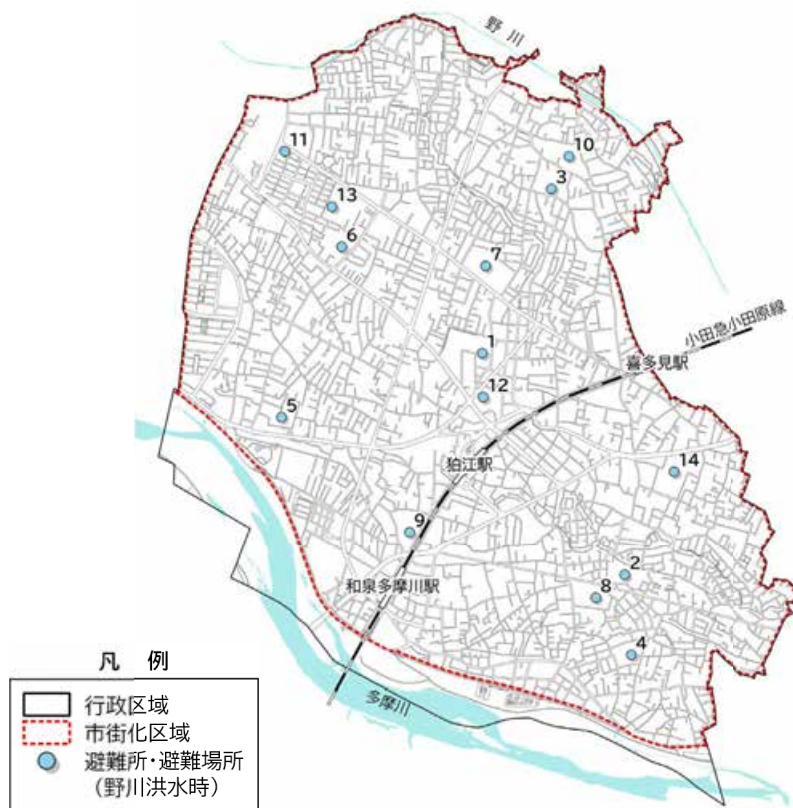 野川
11
10
3
13
6
7
小田急小田原線
1
喜多見駅
12
5
狛江駅
14
9
2
和泉多摩川駅
8
4
多摩川
凡 例
行政区域
市街化区域
避難所・避難場所
(野川洪水時)